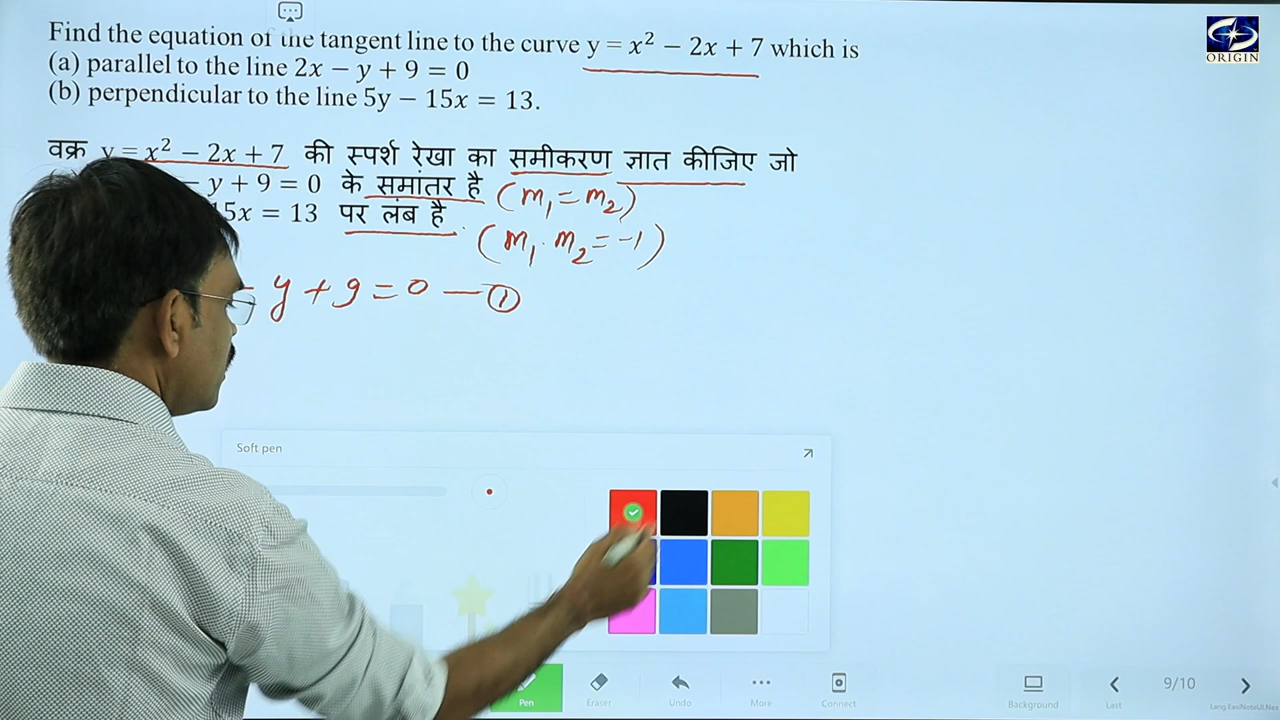 Find the equation of the tangent line to the curve y = x² − 2x + 7 which is
(a) parallel to the line 2x − y + 9 = 0
(b) perpendicular to the line 5y − 15x = 13.
ORIGIN
वक्र y = x² − 2x + 7 की स्पर्श रेखा का समीकरण ज्ञात कीजिए जो
− y + 9 = 0 के समांतर है (m₁ = m₂)
15x = 13 पर लंब है. (m₁. m₂ = -1)
- y + 9 = 0 — ①
Soft pen
Pen Eraser Undo More Connect Background Last 9/10 Lang.EasiNoteUI.Nex